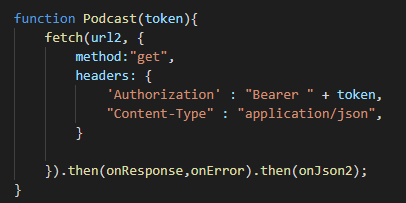 function Podcast(token){
fetch(url2, {
method:"get",
headers: {
'Authorization' : "Bearer " + token,
"Content-Type" : "application/json",
}
}).then(onResponse,onError).then(onJson2);
}